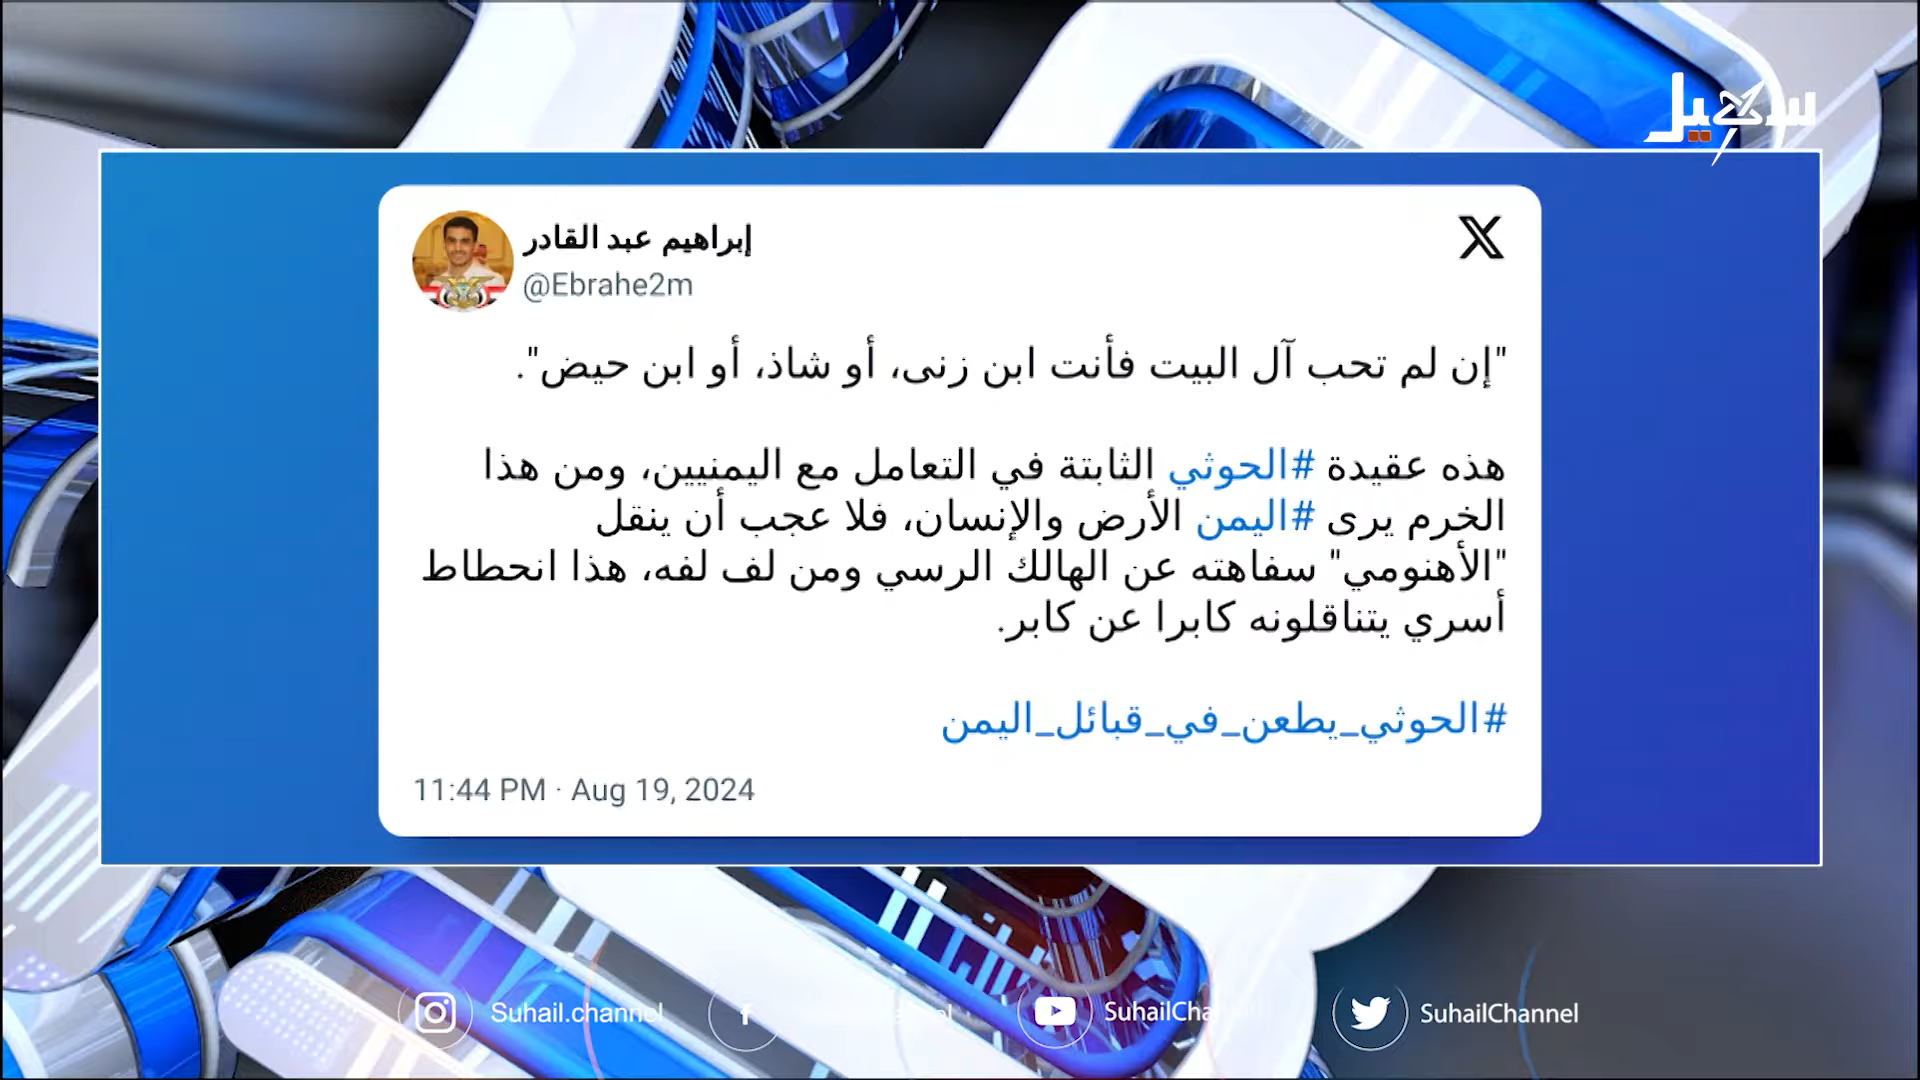 سهيل
إبراهيم عبد القادر
@Ebrahe2m
"إن لم تحب آل البيت فأنت ابن زنى، أو شاذ، أو ابن حيض".
هذه عقيدة #الحوثي الثابتة في التعامل مع اليمنيين، ومن هذا
الخرم يرى #اليمن الأرض والإنسان، فلا عجب أن ينقل
"الأهنومي" سفاهته عن الهالك الرسي ومن لف لفه، هذا انحطاط
أسري يتناقلونه كابرا عن كابر.
#الحوثي_يطعن_في_قبائل_اليمن
11:44 PM · Aug 19, 2024
Suhail.channel
SuhailChannel